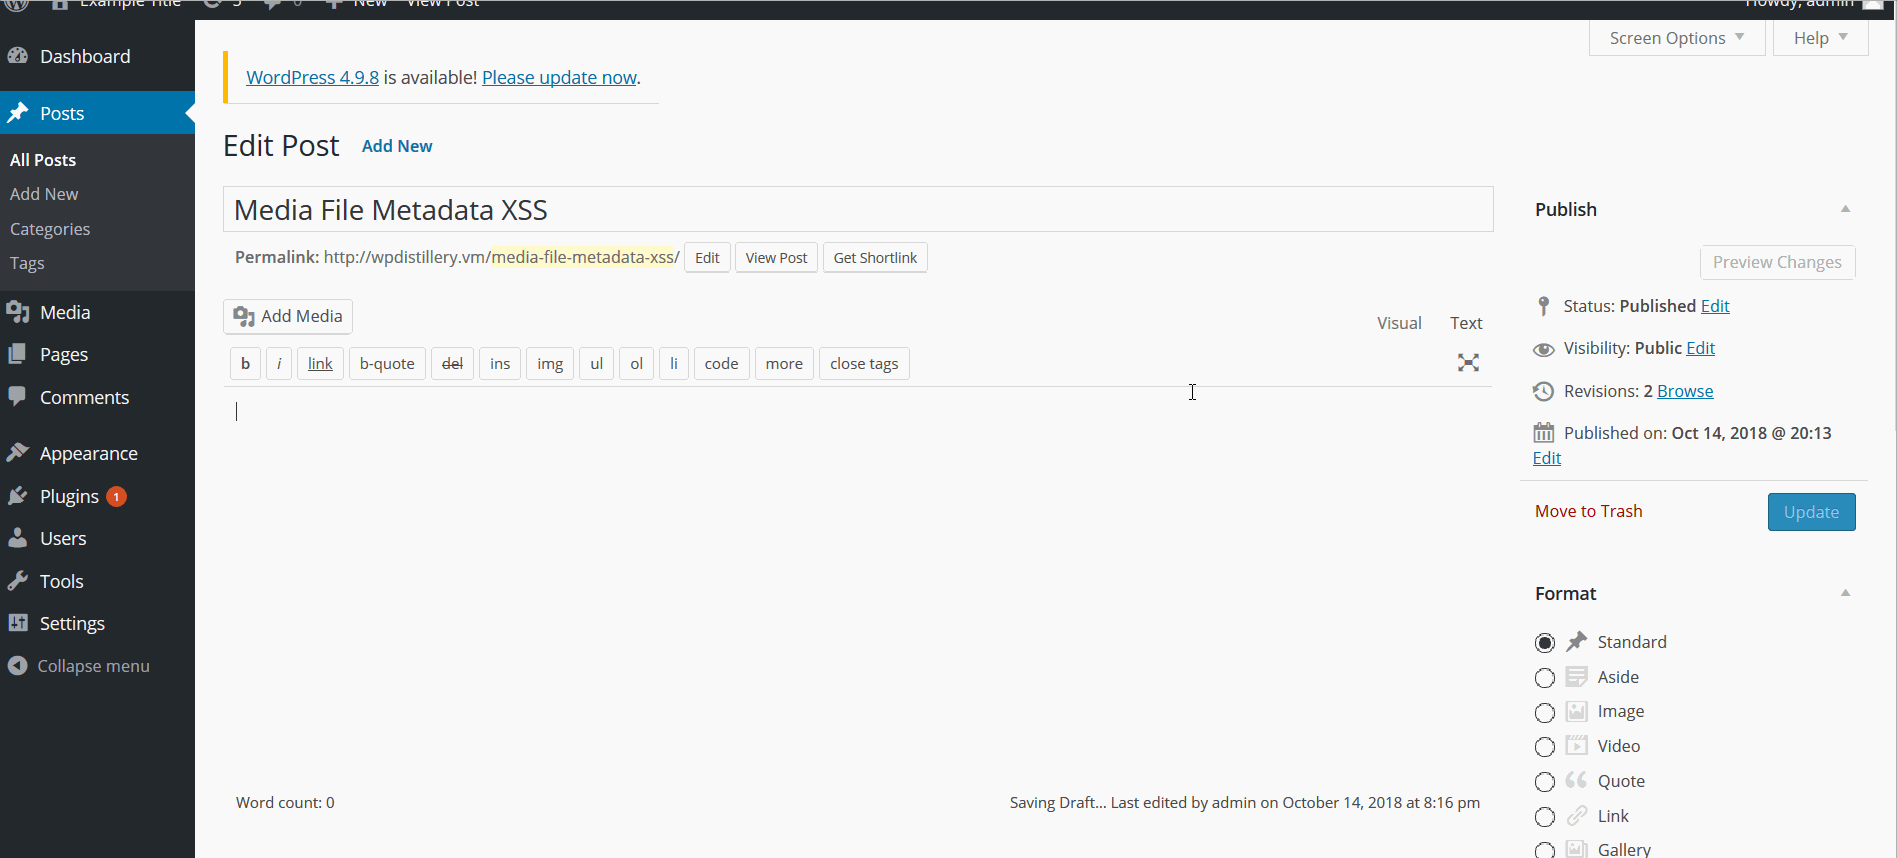 Example Title 3 0 New View Post Howdy, admin
Screen Options Help
Dashboard
Posts
All Posts
Add New
Categories
Tags
Media
Pages
Comments
Appearance
Plugins 1
Users
Tools
Settings
Collapse menu
WordPress 4.9.8 is available! Please update now.
Edit Post Add New
Media File Metadata XSS
Permalink: http://wpdistillery.vm/media-file-metadata-xss/ Edit View Post Get Shortlink
Add Media
Visual Text
b i link b-quote del ins img ul ol li code more close tags
Word count: 0
Saving Draft... Last edited by admin on October 14, 2018 at 8:16 pm
Publish
Preview Changes
Status: Published Edit
Visibility: Public Edit
Revisions: 2 Browse
Published on: Oct 14, 2018 @ 20:13
Edit
Move to Trash Update
Format
Standard
Aside
Image
Video
Quote
Link
Gallery